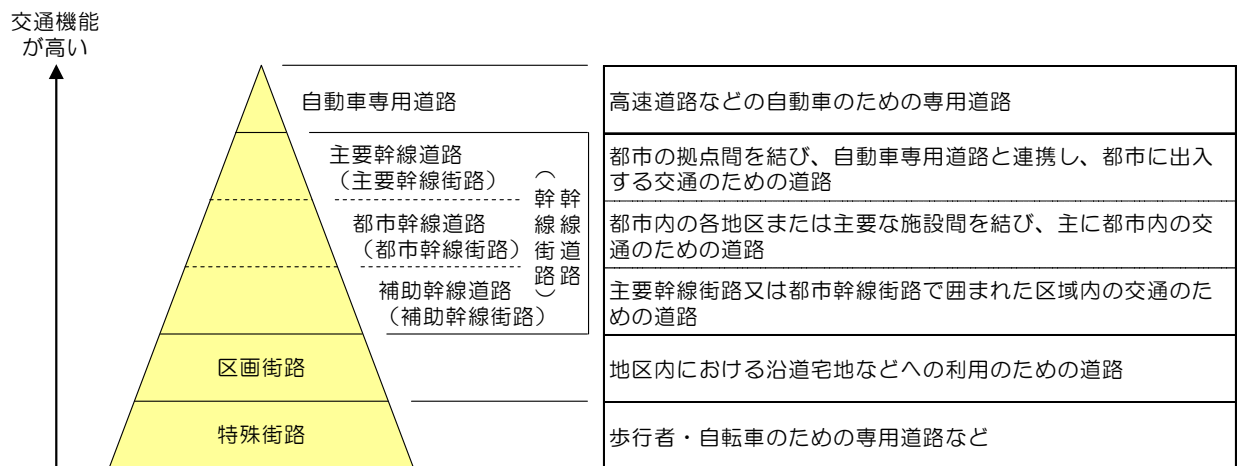 交通機能
が高い
自動車専用道路
高速道路などの自動車のための専用道路
主要幹線道路
（主要幹線街路）
都市の拠点間を結び、自動車専用道路と連携し、都市に出入
する交通のための道路
都市幹線道路
（都市幹線街路）
都市内の各地区または主要な施設間を結び、主に都市内の交
通のための道路
補助幹線道路
（補助幹線街路）
主要幹線街路又は都市幹線街路で囲まれた区域内の交通のた
めの道路
幹線道路
（幹線街路）
区画街路
地区内における沿道宅地などへの利用のための道路
特殊街路
歩行者・自転車のための専用道路など